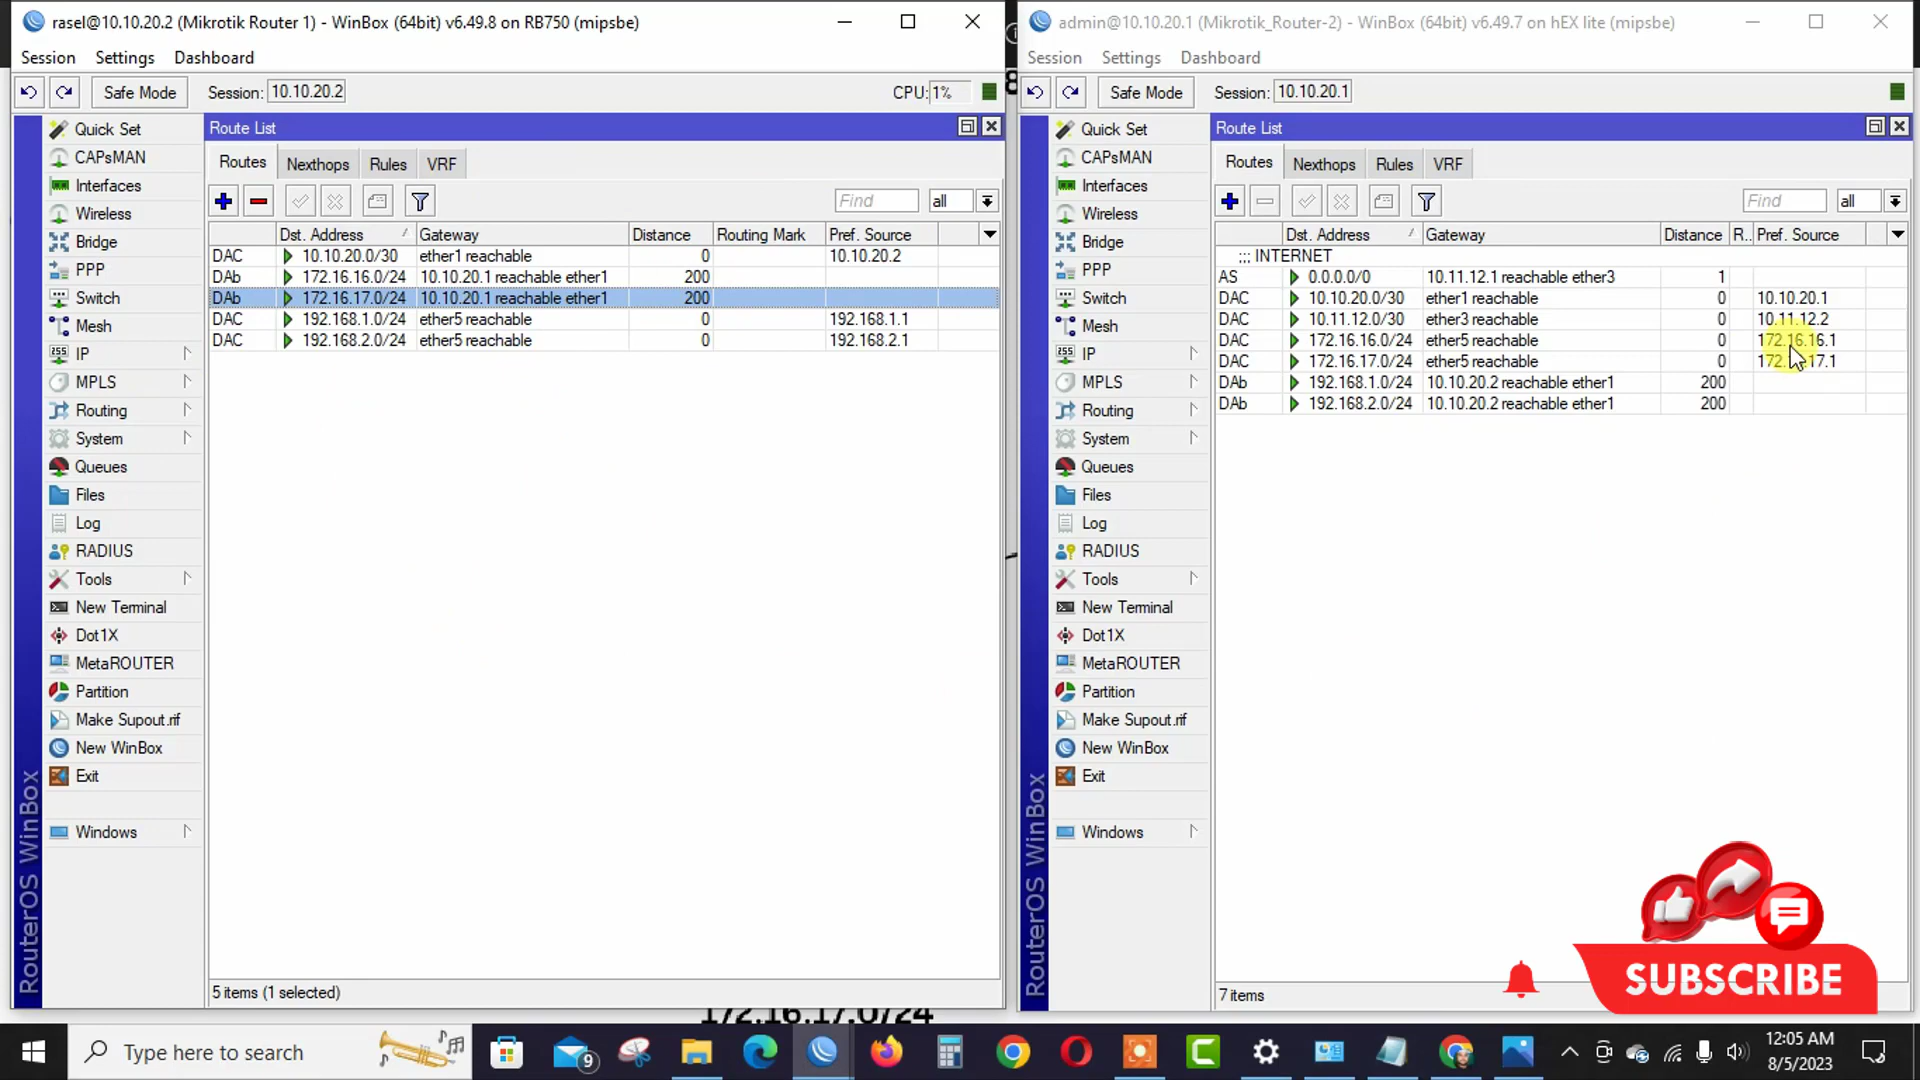 rasel@10.10.20.2 (Mikrotik Router 1) - WinBox (64bit) v6.49.8 on RB750 (mipsbe)
Session Settings Dashboard
Safe Mode Session: 10.10.20.2 CPU: 1%
Quick Set
CAPsMAN
Interfaces
Wireless
Bridge
PPP
Switch
Mesh
IP
MPLS
Routing
System
Queues
Files
Log
RADIUS
Tools
New Terminal
Dot1X
MetaROUTER
Partition
Make Supout.rif
New WinBox
Exit
Windows
RouterOS WinBox
Route List
Routes Nexthops Rules VRF
Find all
Dst. Address Gateway Distance Routing Mark Pref. Source
DAC 10.10.20.0/30 ether1 reachable 0 10.10.20.2
DAb 172.16.16.0/24 10.10.20.1 reachable ether1 200
DAb 172.16.17.0/24 10.10.20.1 reachable ether1 200
DAC 192.168.1.0/24 ether5 reachable 0 192.168.1.1
DAC 192.168.2.0/24 ether5 reachable 0 192.168.2.1
5 items (1 selected)
admin@10.10.20.1 (Mikrotik_Router-2) - WinBox (64bit) v6.49.7 on hEX lite (mipsbe)
Session Settings Dashboard
Safe Mode Session: 10.10.20.1
Quick Set
CAPsMAN
Interfaces
Wireless
Bridge
PPP
Switch
Mesh
IP
MPLS
Routing
System
Queues
Files
Log
RADIUS
Tools
New Terminal
Dot1X
MetaROUTER
Partition
Make Supout.rif
New WinBox
Exit
Windows
RouterOS WinBox
Route List
Routes Nexthops Rules VRF
Find all
Dst. Address Gateway Distance R.. Pref. Source
;;; INTERNET
AS 0.0.0.0/0 10.11.12.1 reachable ether3 1
DAC 10.10.20.0/30 ether1 reachable 0 10.10.20.1
DAC 10.11.12.0/30 ether3 reachable 0 10.11.12.2
DAC 172.16.16.0/24 ether5 reachable 0 172.16.16.1
DAC 172.16.17.0/24 ether5 reachable 0 172. 17.1
DAb 192.168.1.0/24 10.10.20.2 reachable ether1 200
DAb 192.168.2.0/24 10.10.20.2 reachable ether1 200
7 items
SUBSCRIBE
172.16.17.0/24
Type here to search
9
12:05 AM
8/5/2023